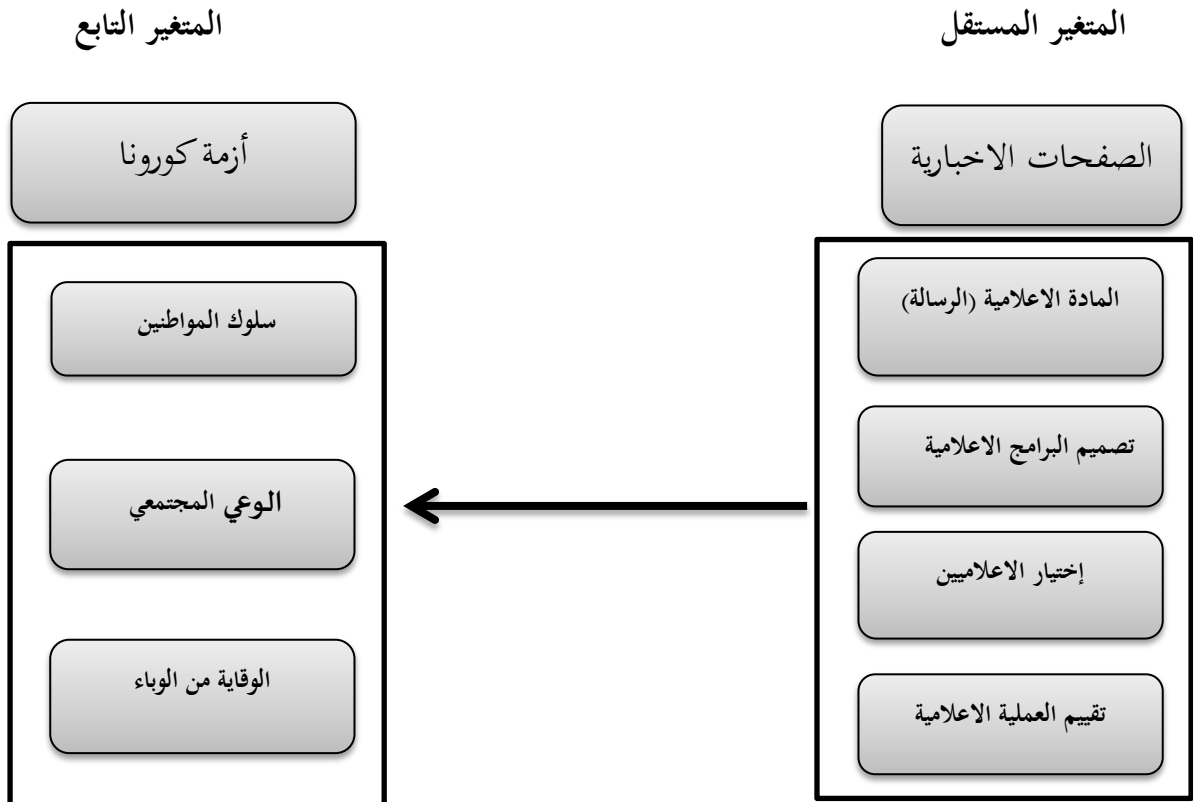 المتغير المستقل
المتغير التابع
الصفحات الاخبارية
أزمة كورونا
المادة الاعلامية (الرسالة)
تصميم البرامج الاعلامية
إختيار الاعلاميين
تقييم العملية الاعلامية
سلوك المواطنين
الوعي المجتمعي
الوقاية من الوباء